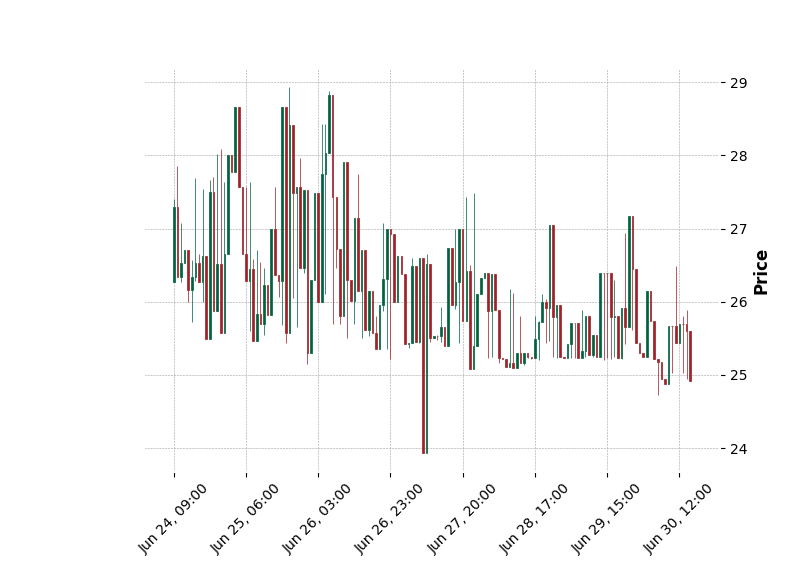 29
28
27
26
25
24
Price
Jun 24, 09:00
Jun 25, 06:00
Jun 26, 03:00
Jun 26, 23:00
Jun 27, 20:00
Jun 28, 17:00
Jun 29, 15:00
Jun 30, 12:00